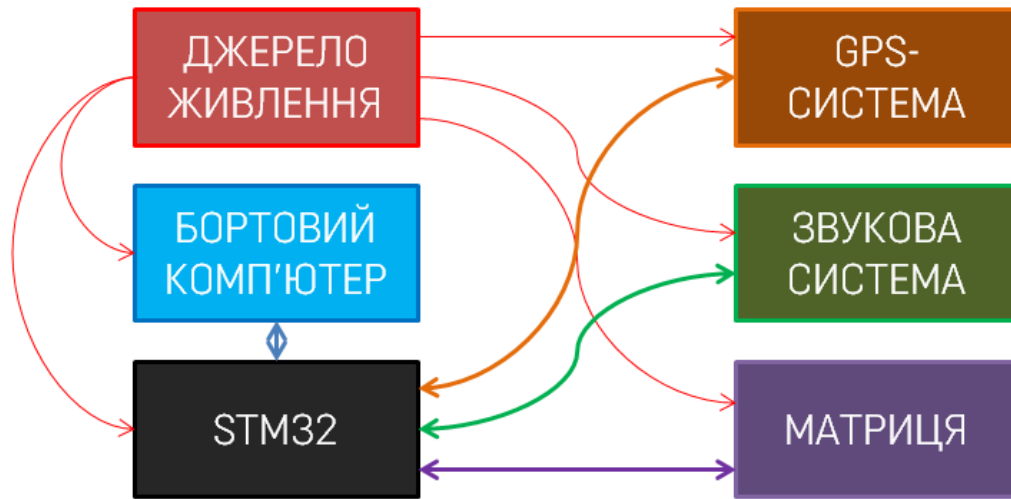 ДЖЕРЕЛО
ЖИВЛЕННЯ
GPS-
СИСТЕМА
БОРТОВИЙ
КОМП'ЮТЕР
ЗВУКОВА
СИСТЕМА
STM32
МАТРИЦЯ